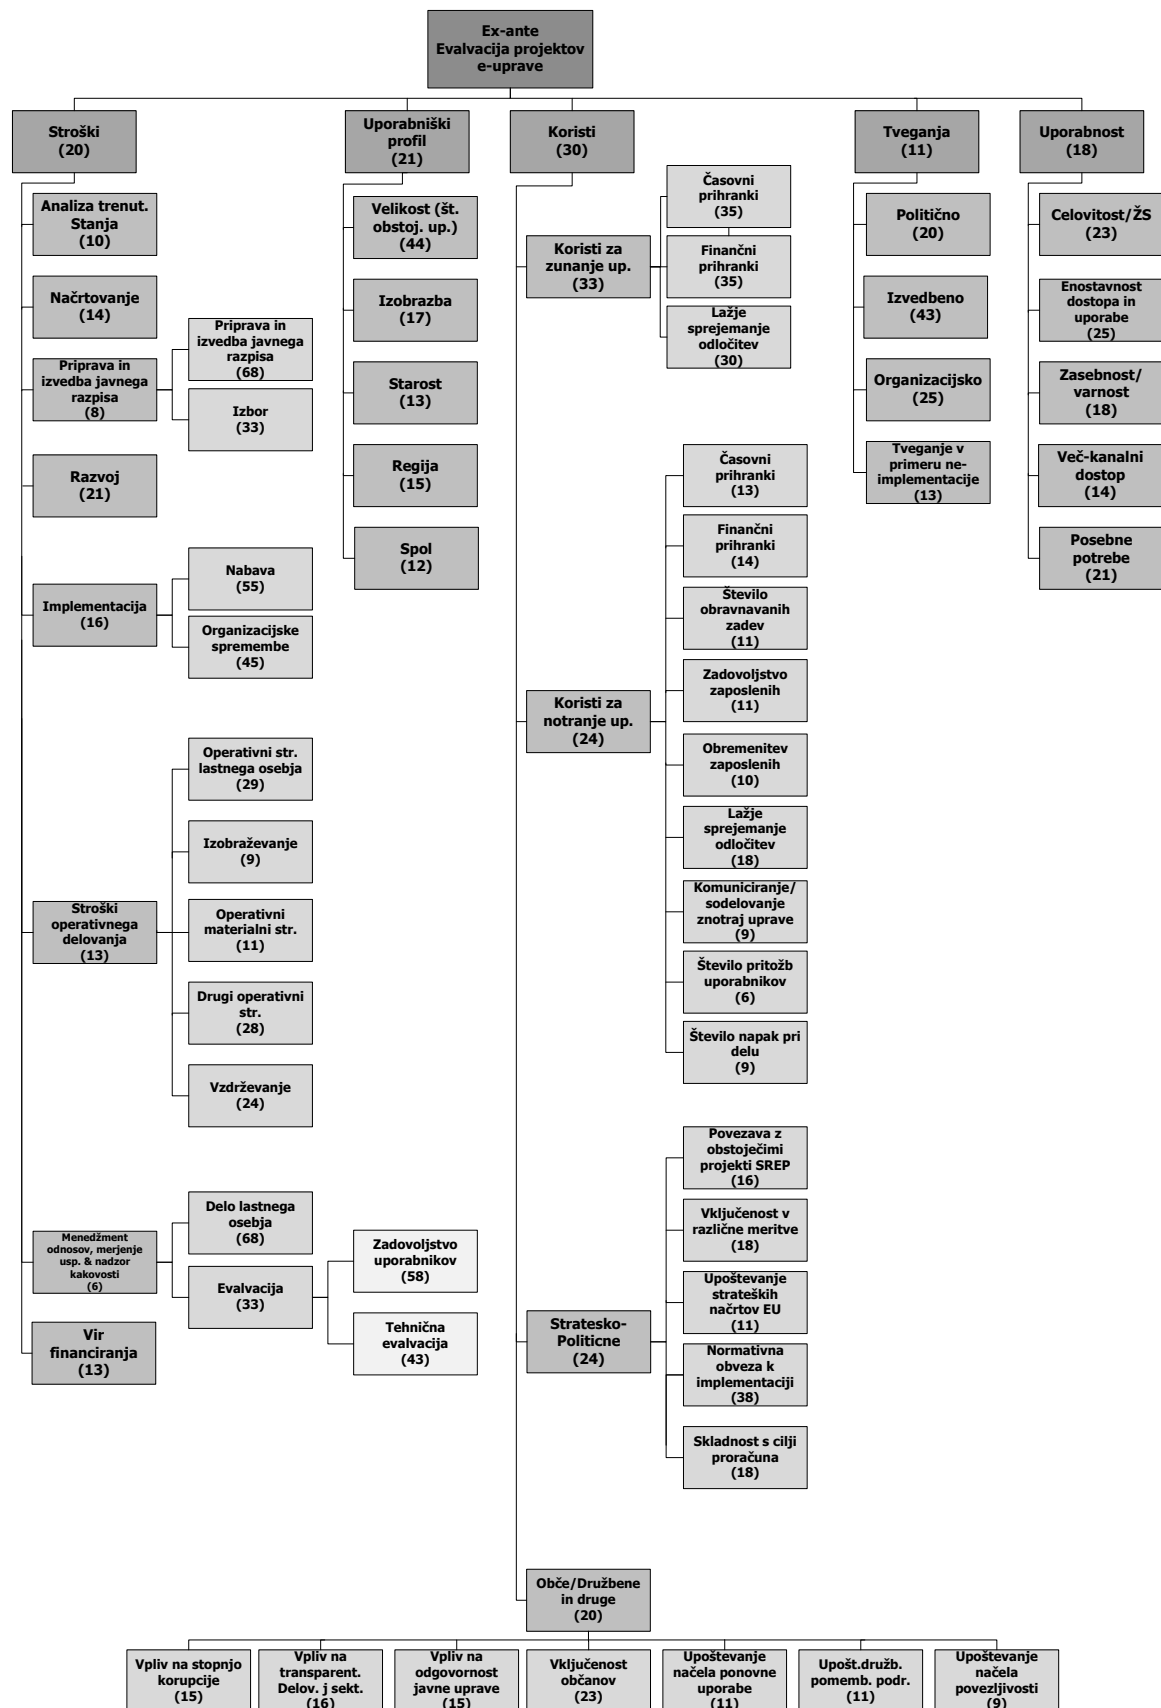 Ex-ante
Evalvacija projektov
e-uprave
Stroški
(20)
Analiza trenut.
Stanja
(10)
Načrtovanje
(14)
Priprava in
izvedba javnega
razpisa
(8)
Priprava in
izvedba javnega
razpisa
(68)
Izbor
(33)
Razvoj
(21)
Implementacija
(16)
Nabava
(55)
Organizacijske
spremembe
(45)
Stroški
operativnega
delovanja
(13)
Operativni str.
lastnega osebja
(29)
Izobraževanje
(9)
Operativni
materialni str.
(11)
Drugi operativni
str.
(28)
Vzdrževanje
(24)
Menedžment
odnosov, merjenje
usp. & nadzor
kakovosti
(6)
Delo lastnega
osebja
(68)
Evalvacija
(33)
Zadovoljstvo
uporabnikov
(58)
Tehnična
evalvacija
(43)
Vir
financiranja
(13)
Uporabniški
profil
(21)
Velikost (št.
obstoj. up.)
(44)
Izobrazba
(17)
Starost
(13)
Regija
(15)
Spol
(12)
Koristi
(30)
Koristi za
zunanje up.
(33)
Časovni
prihranki
(35)
Finančni
prihranki
(35)
Lažje
sprejemanje
odločitev
(30)
Koristi za
notranje up.
(24)
Časovni
prihranki
(13)
Finančni
prihranki
(14)
Število
obravnavanih
zadev
(11)
Zadovoljstvo
zaposlenih
(11)
Obremenitev
zaposlenih
(10)
Lažje
sprejemanje
odločitev
(18)
Komuniciranje/
sodelovanje
znotraj uprave
(9)
Število pritožb
uporabnikov
(6)
Število napak pri
delu
(9)
Stratesko-
Politicne
(24)
Povezava z
obstoječimi
projekti SREP
(16)
Vključenost v
različne meritve
(18)
Upoštevanje
strateških
načrtov EU
(11)
Normativna
obveza k
implementaciji
(38)
Skladnost s cilji
proračuna
(18)
Obče/Družbene
in druge
(20)
Vpliv na stopnjo
korupcije
(15)
Vpliv na
transparent.
Delov. j sekt.
(16)
Vpliv na
odgovornost
javne uprave
(15)
Vključenost
občanov
(23)
Upoštevanje
načela ponovne
uporabe
(11)
Upošt.družb.
pomemb. podr.
(11)
Upoštevanje
načela
povezljivosti
(9)
Tveganja
(11)
Politično
(20)
Izvedbeno
(43)
Organizacijsko
(25)
Tveganje v
primeru ne-
implementacije
(13)
Uporabnost
(18)
Celovitost/ŽS
(23)
Enostavnost
dostopa in
uporabe
(25)
Zasebnost/
varnost
(18)
Več-kanalni
dostop
(14)
Posebne
potrebe
(21)